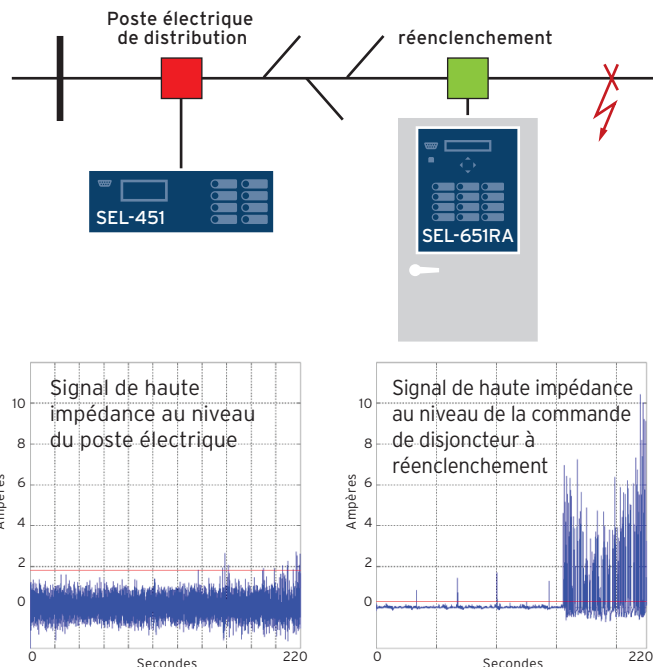 Poste électrique
de distribution
réenclenchement
SEL-451
SEL-651RA
Signal de haute
impédance au niveau
du poste électrique
10
8
6
4
2
0
Ampères
0
Secondes
220
Signal de haute impédance
au niveau de la commande
de disjoncteur à
réenclenchement
10
8
6
4
2
0
Ampères
0
Secondes
220